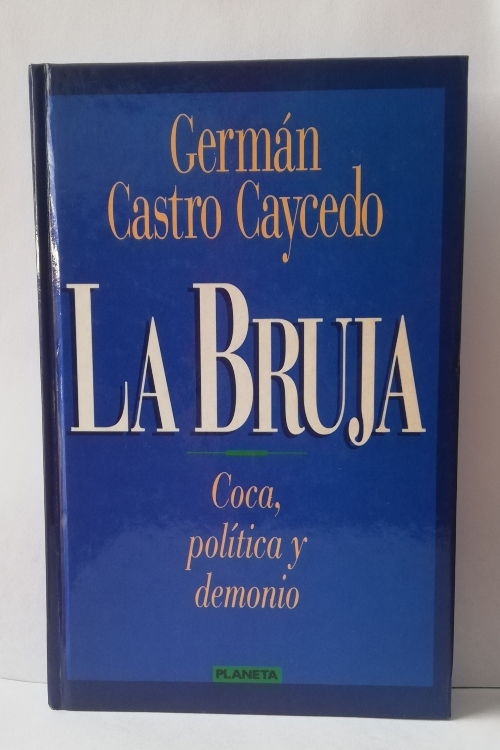 Germán
Castro Caycedo
LA BRUJA
Coca,
política y
demonio
PLANETA